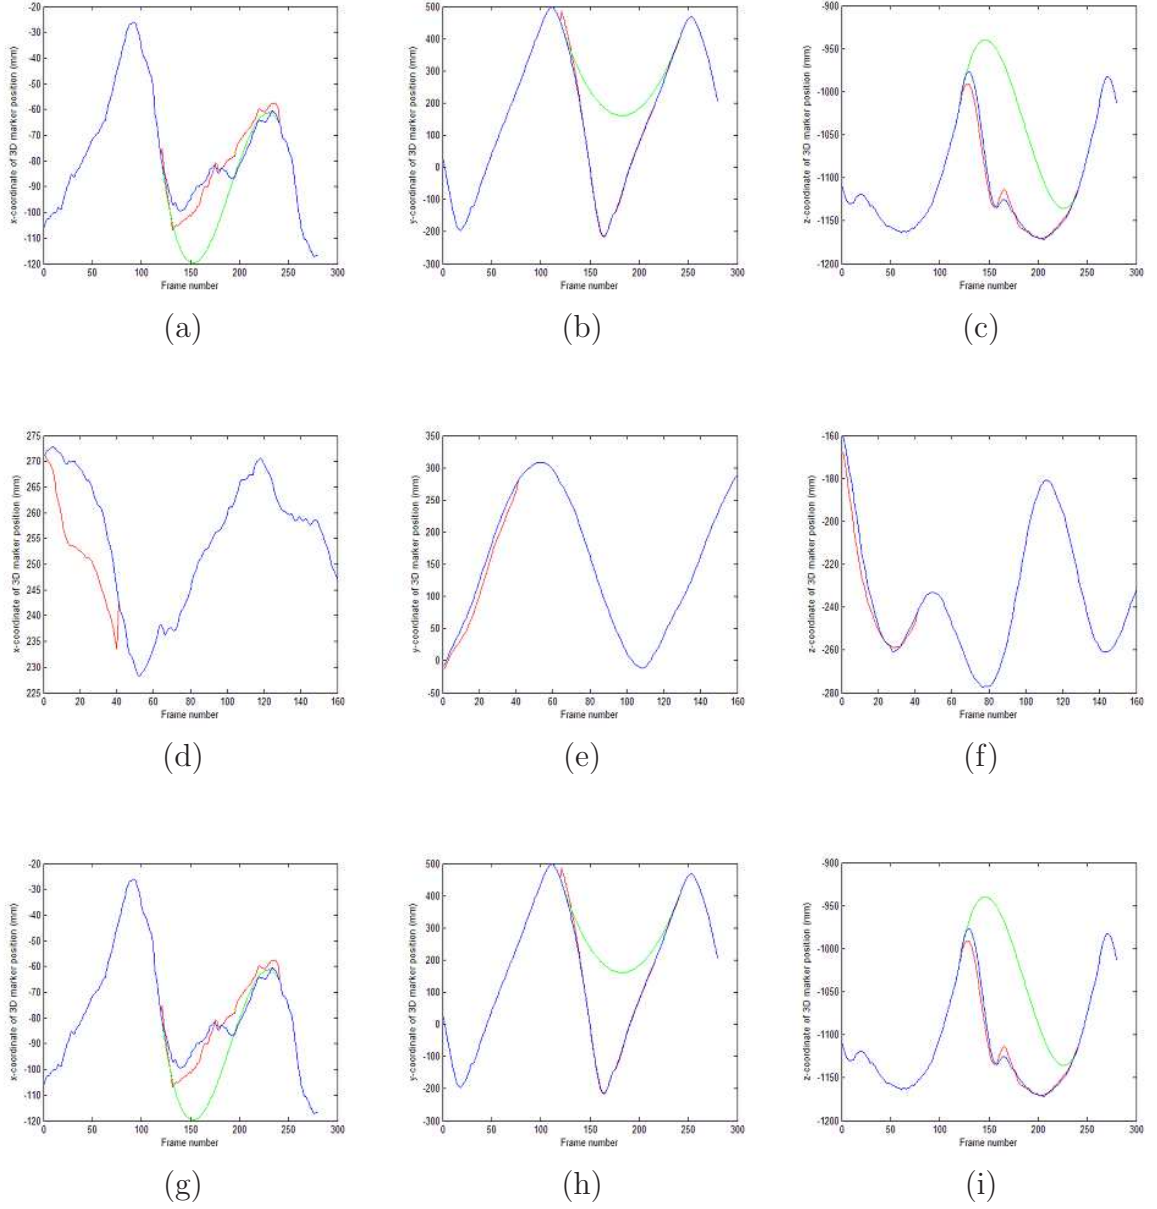 x-coordinate of 3D marker position (mm)
-20
-30
-40
-50
-60
-70
-80
-90
-100
-110
-120
0 50 100 150 200 250 300
Frame number
(a)
y-coordinate of 3D marker position (mm)
500
400
300
200
100
0
-100
-200
-300
0 50 100 150 200 250 300
Frame number
(b)
z-coordinate of 3D marker position (mm)
-900
-950
-1000
-1050
-1100
-1150
-1200
0 50 100 150 200 250 300
Frame number
(c)
x-coordinate of 3D marker position (mm)
275
270
265
260
255
250
245
240
235
230
225
0 20 40 60 80 100 120 140 160
Frame number
(d)
y-coordinate of 3D marker position (mm)
350
300
250
200
150
100
50
0
-50
0 20 40 60 80 100 120 140 160
Frame number
(e)
z-coordinate of 3D marker position (mm)
-160
-180
-200
-220
-240
-260
-280
0 20 40 60 80 100 120 140 160
Frame number
(f)
x-coordinate of 3D marker position (mm)
-20
-30
-40
-50
-60
-70
-80
-90
-100
-110
-120
0 50 100 150 200 250 300
Frame number
(g)
y-coordinate of 3D marker position (mm)
500
400
300
200
100
0
-100
-200
-300
0 50 100 150 200 250 300
Frame number
(h)
z-coordinate of 3D marker position (mm)
-900
-950
-1000
-1050
-1100
-1150
-1200
0 50 100 150 200 250 300
Frame number
(i)